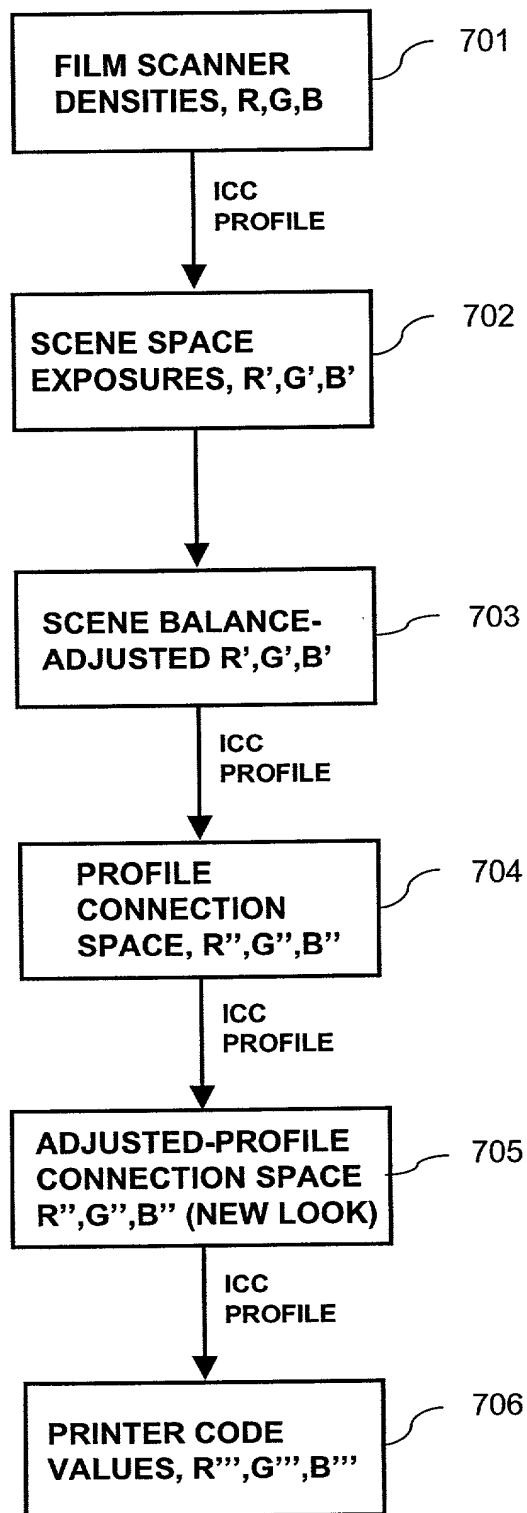 FILM SCANNER
DENSITIES, R,G,B
701
ICC
PROFILE
SCENE SPACE
EXPOSURES, R’,G’,B’
702
SCENE BALANCE-
ADJUSTED R’,G’,B’
703
ICC
PROFILE
PROFILE
CONNECTION
SPACE, R’’,G’’,B’’
704
ICC
PROFILE
ADJUSTED-PROFILE
CONNECTION SPACE
R’’,G’’,B’’ (NEW LOOK)
705
ICC
PROFILE
PRINTER CODE
VALUES, R’’’,G’’’,B’’’
706